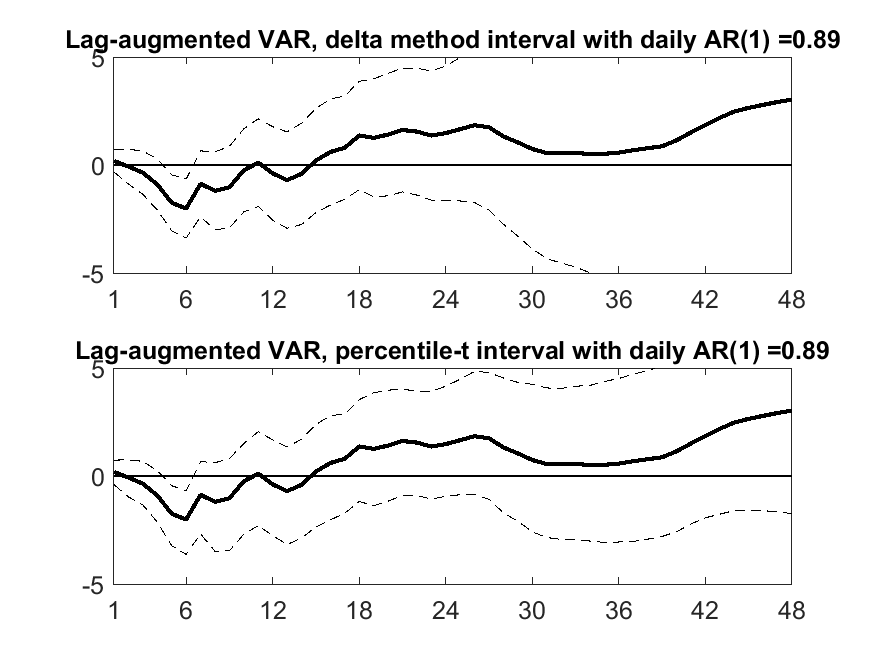 Lag-augmented VAR, delta method interval with daily AR(1) =0.89
5
0
-5
1 6 12 18 24 30 36 42 48
Lag-augmented VAR, percentile-t interval with daily AR(1) =0.89
5
0
-5
1 6 12 18 24 30 36 42 48